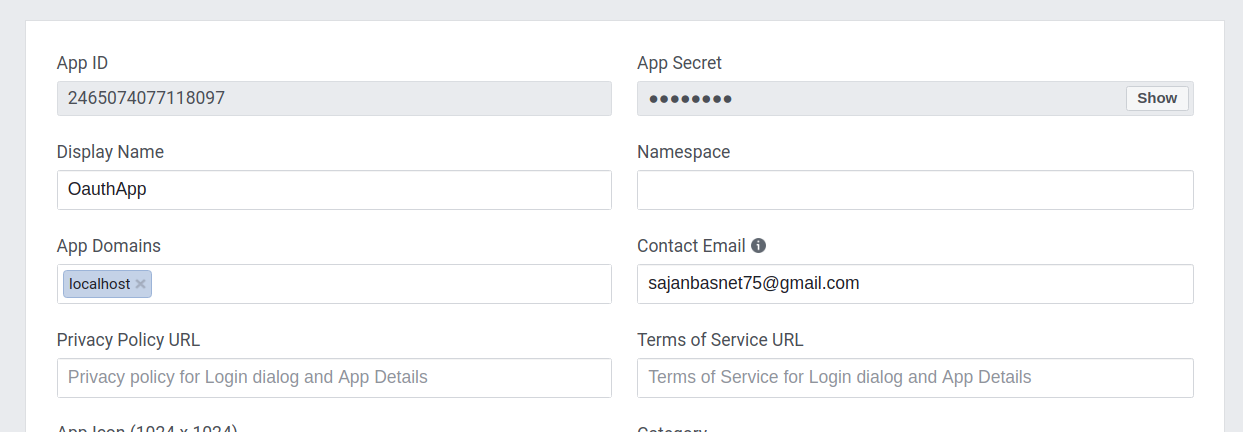 App ID
App Secret
2465074077118097
●●●●●●●● Show
Display Name
Namespace
OauthApp
App Domains
Contact Email
localhost
sajanbasnet75@gmail.com
Privacy Policy URL
Terms of Service URL
Privacy policy for Login dialog and App Details
Terms of Service for Login dialog and App Details
App Icon (1024 x 1024)
Category